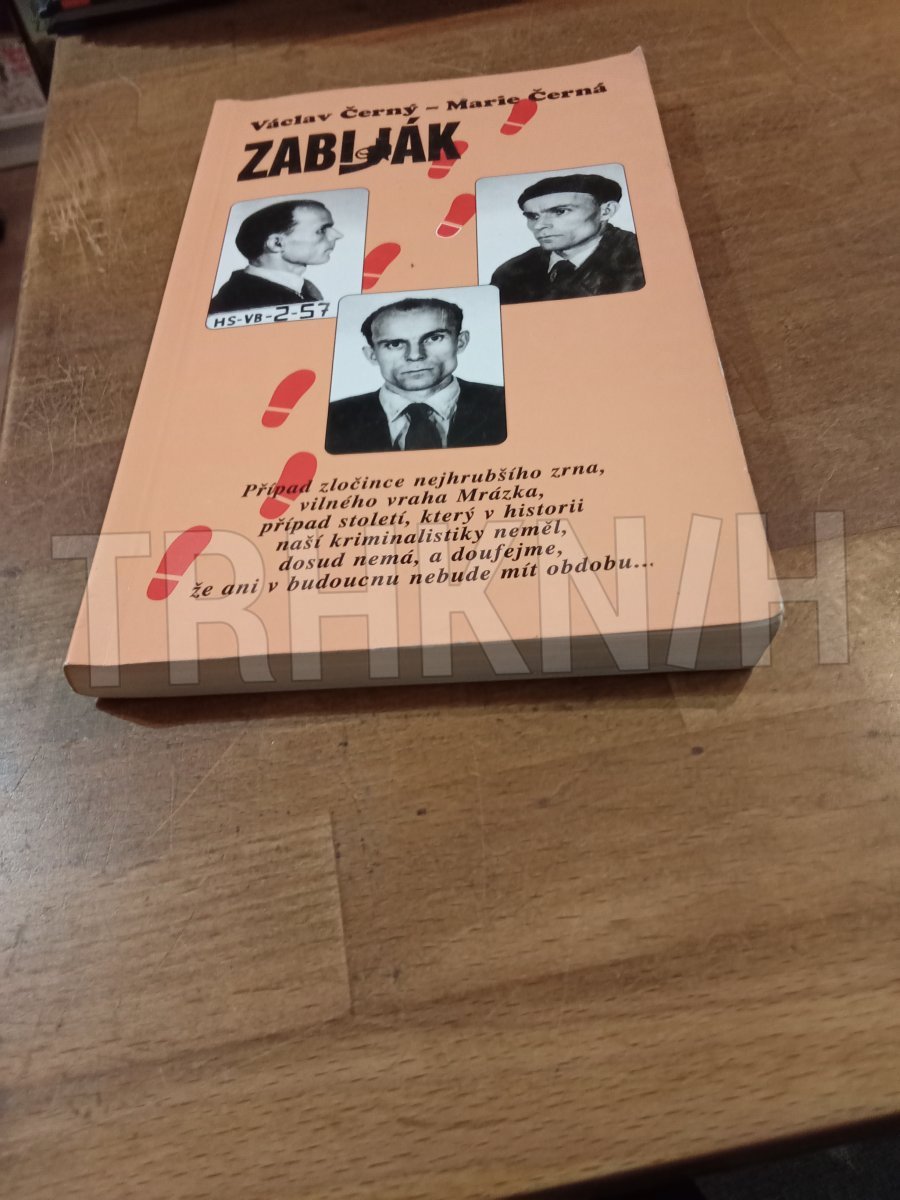 Václav Černý – Marie Černá
ZABIJÁK
HS-VB-2-57
Případ zločince nejhrubšího zrna,
vilného vraha Mrázka,
případ století, který v historii
naší kriminalistiky neměl,
dosud nemá, a doufejme,
že ani v budoucnu nebude mít obdobu...
TRHKNIH